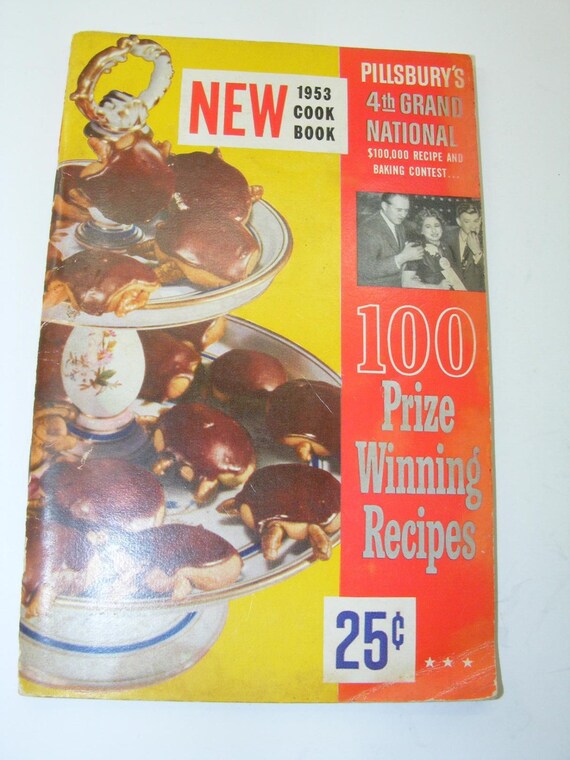 NEW
1953
COOK
BOOK
PILLSBURY'S
4th GRAND
NATIONAL
$100,000 RECIPE AND
BAKING CONTEST...
100
Prize
Winning
Recipes
25¢